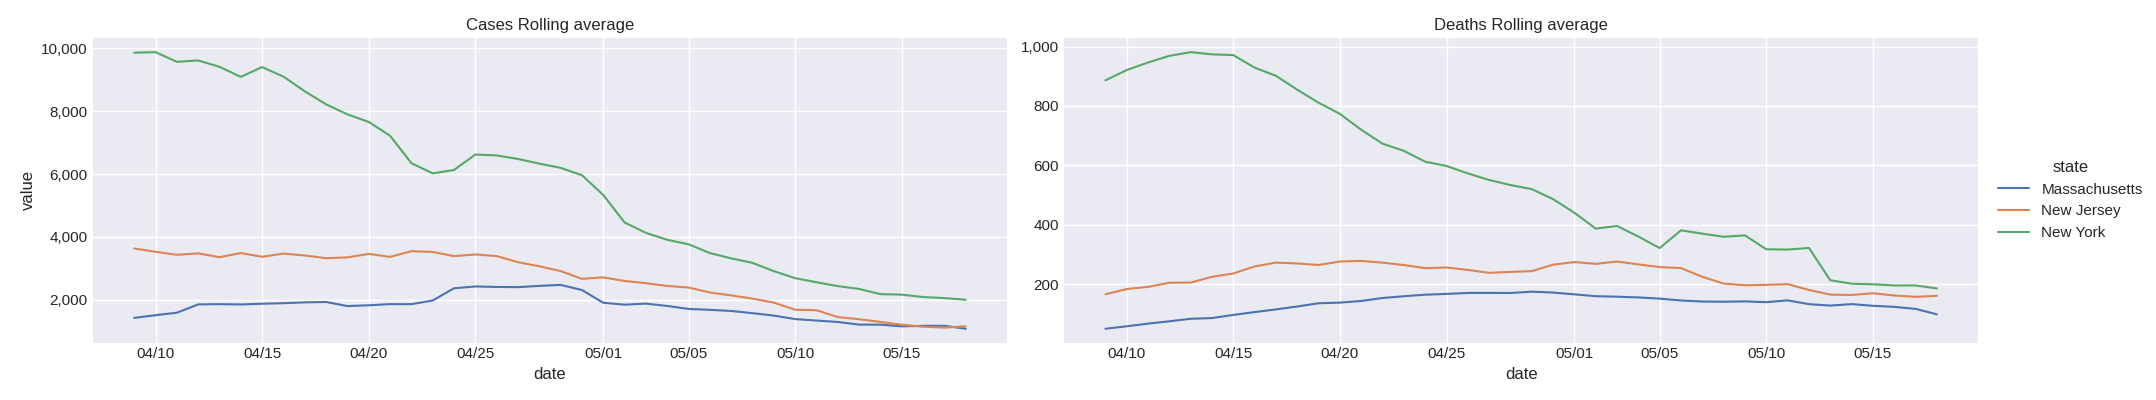 Cases Rolling average
10,000
8,000
6,000
4,000
2,000
value
04/10 04/15 04/20 04/25 05/01 05/05 05/10 05/15
date
Deaths Rolling average
1,000
800
600
400
200
04/10 04/15 04/20 04/25 05/01 05/05 05/10 05/15
date
state
Massachusetts
New Jersey
New York